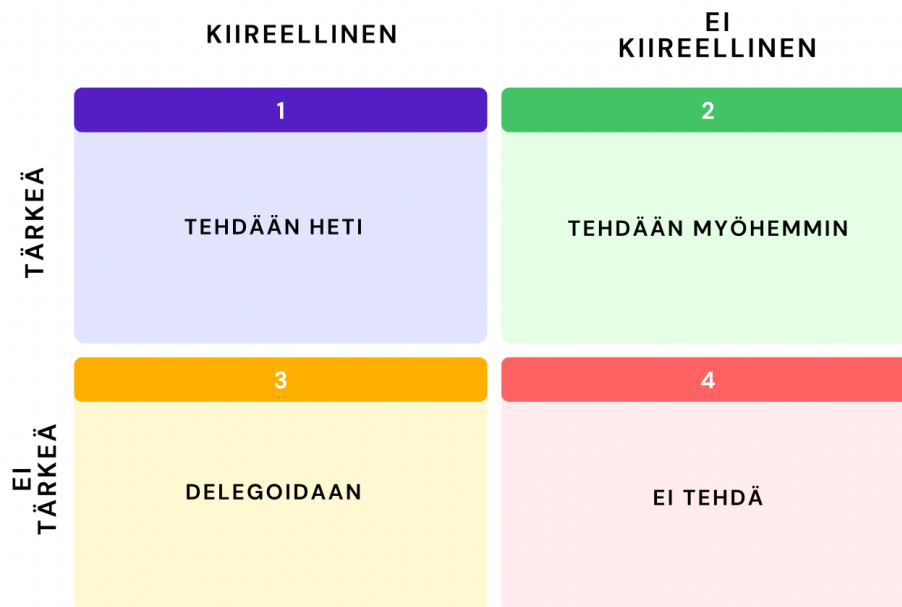 KIIREELLINEN
EI
KIIREELLINEN
1
2
TÄRKEÄ
TEHDÄÄN HETI
TEHDÄÄN MYÖHEMMIN
3
4
EI
TÄRKEÄ
DELEGOIDAAN
EI TEHDÄ